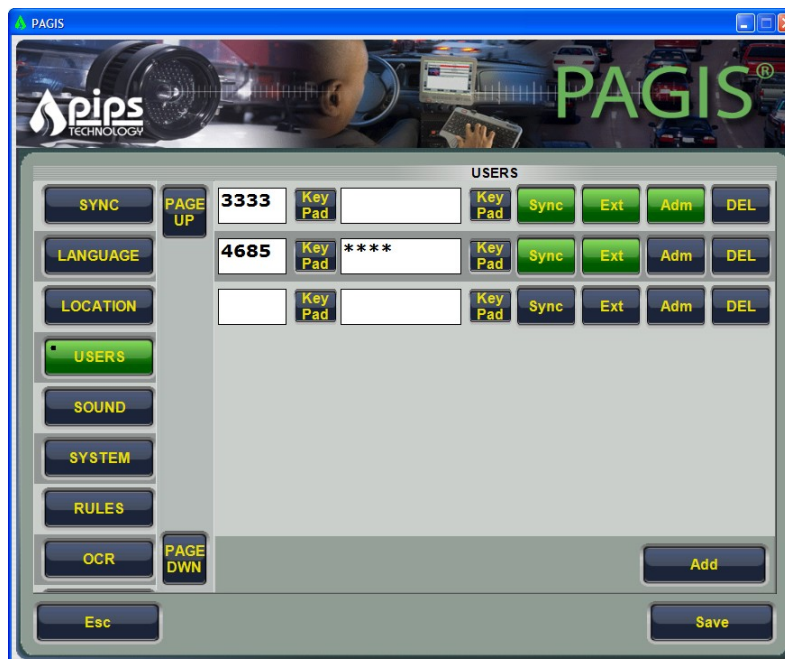 PAGIS
pips
TECHNOLOGY
PAGIS®
USERS
SYNC
PAGE UP
3333 Key Pad Key Pad Sync Ext Adm DEL
LANGUAGE
4685 Key Pad **** Key Pad Sync Ext Adm DEL
LOCATION
Key Pad Key Pad Sync Ext Adm DEL
USERS
SOUND
SYSTEM
RULES
OCR
PAGE DWN
Add
Esc
Save